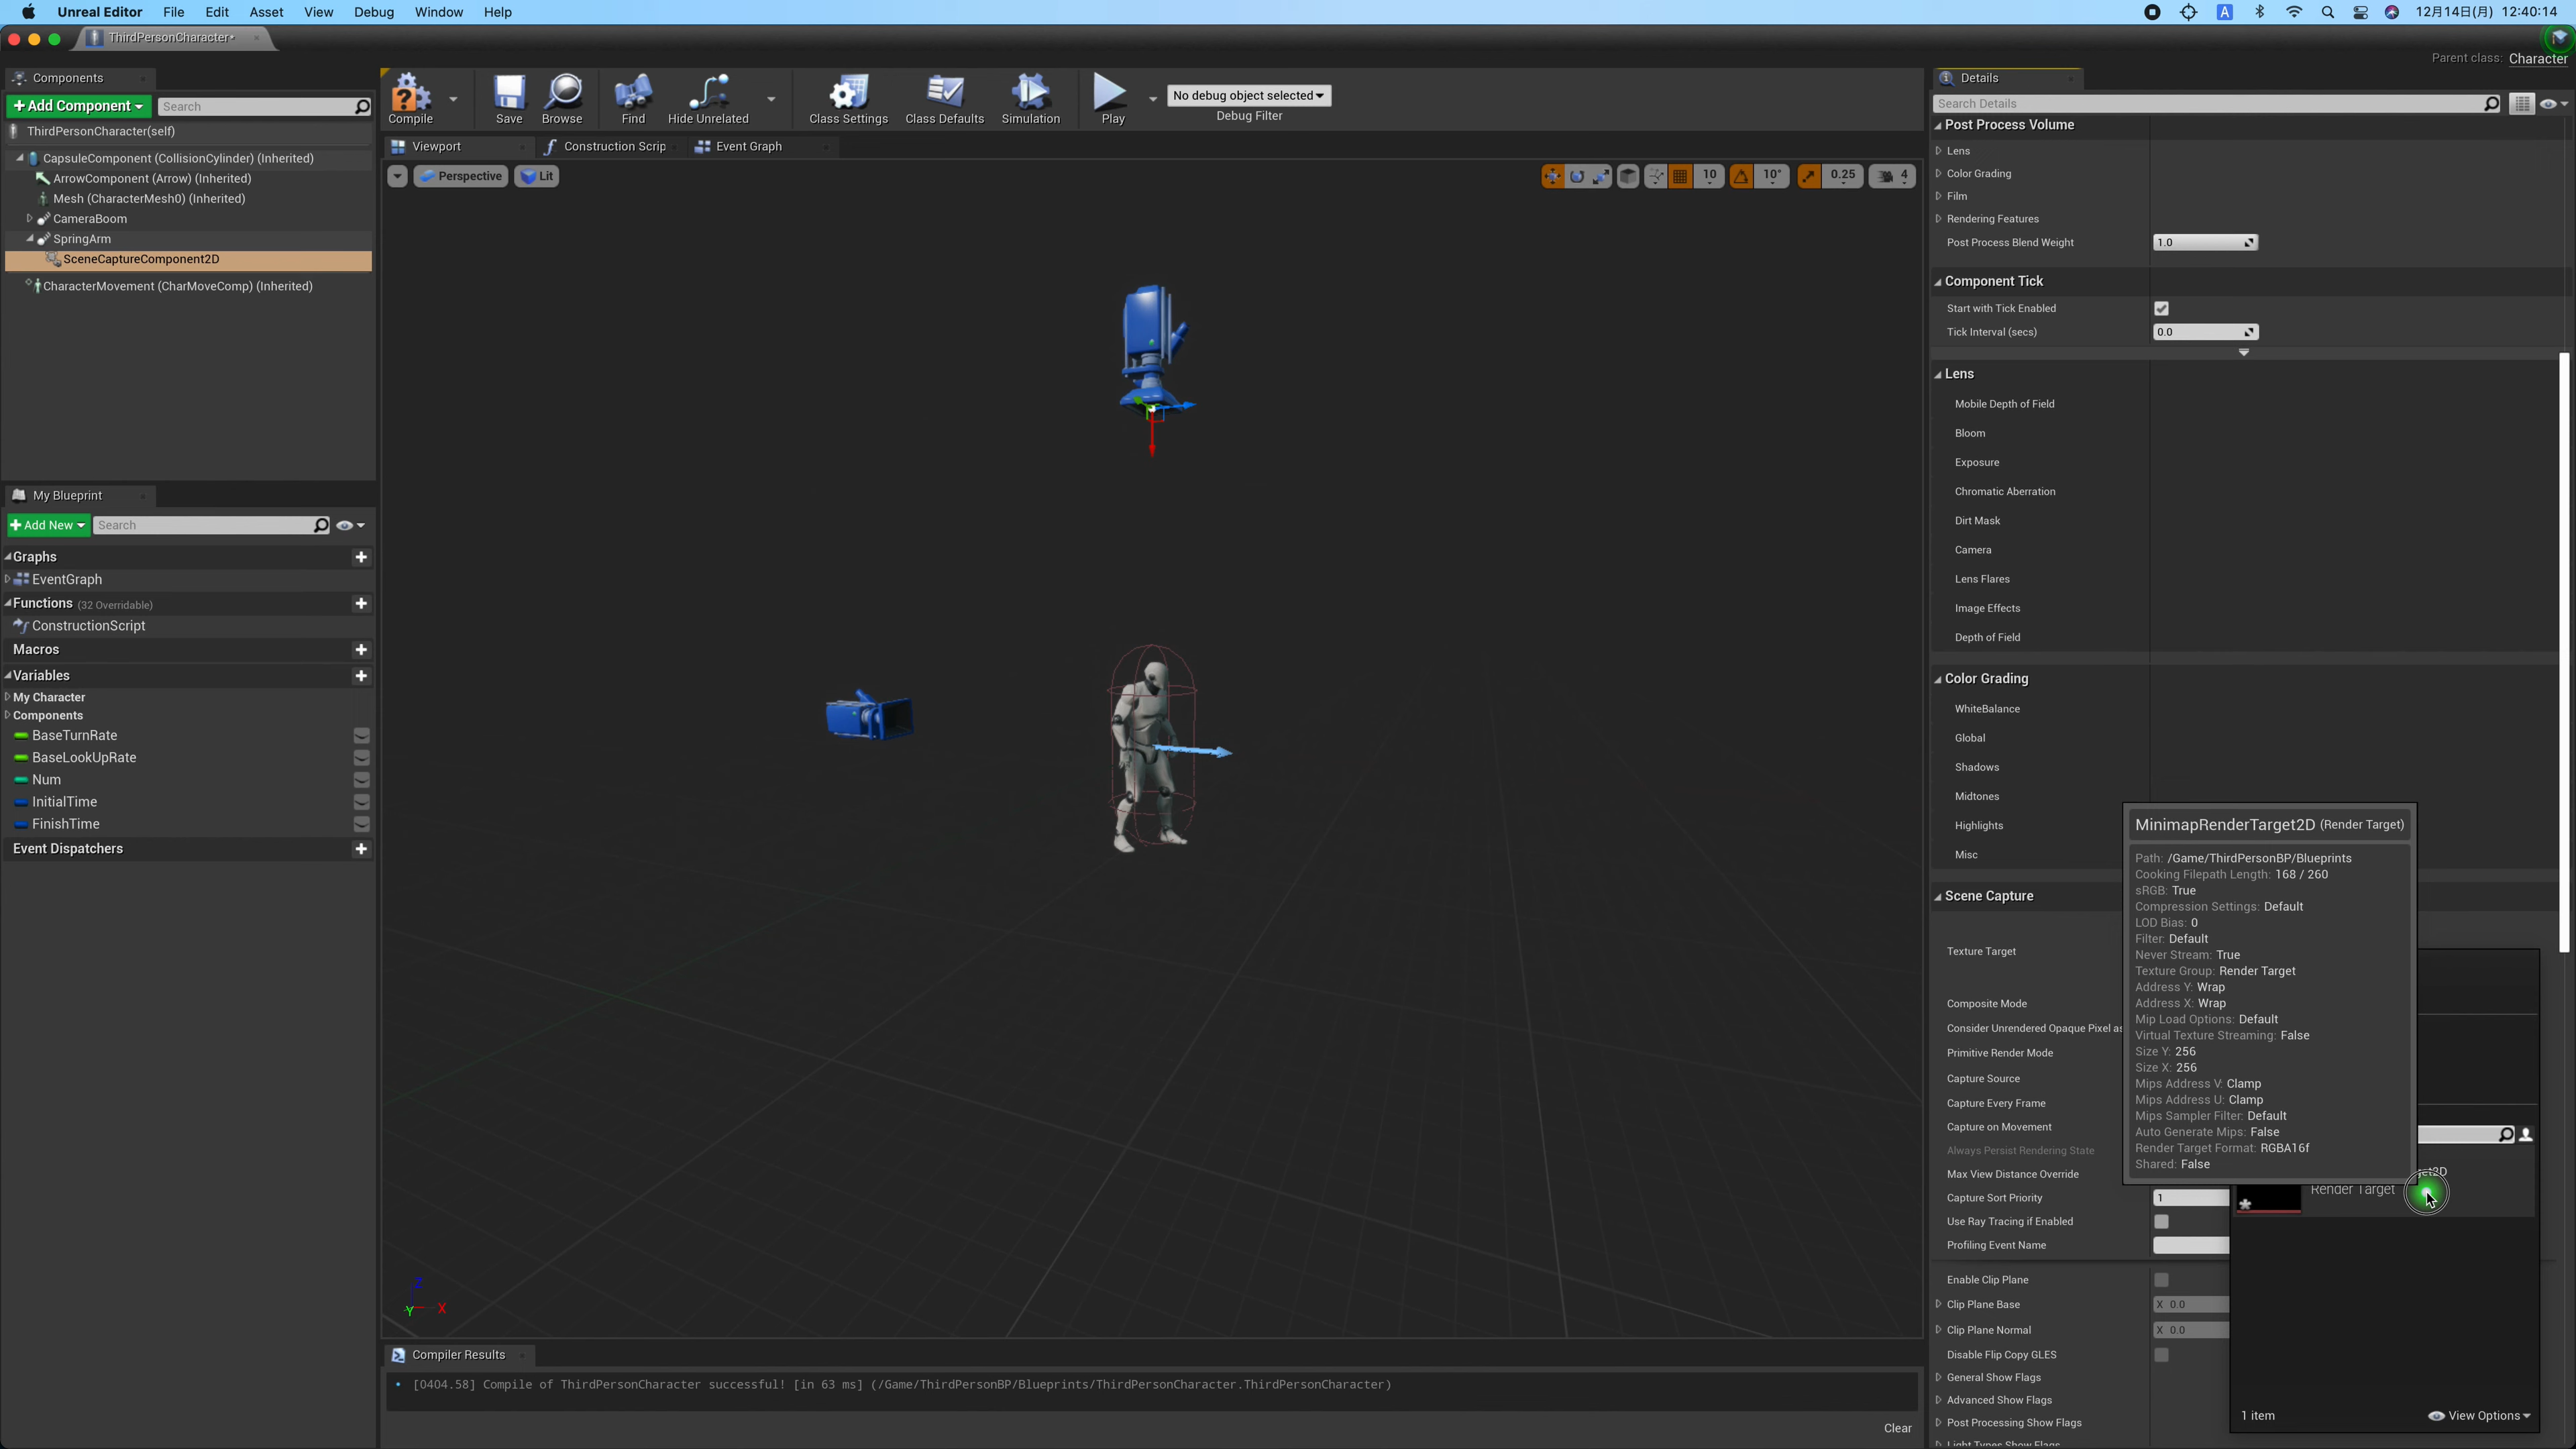 Unreal Editor File Edit Asset View Debug Window Help
A 12月14日(月) 12:40:14
ThirdPersonCharacter•
Parent class: Character
Components
+Add Component Search
ThirdPersonCharacter(self)
CapsuleComponent (CollisionCylinder) (Inherited)
ArrowComponent (Arrow) (Inherited)
Mesh (CharacterMesh0) (Inherited)
CameraBoom
SpringArm
SceneCaptureComponent2D
CharacterMovement (CharMoveComp) (Inherited)
My Blueprint
+Add New Search
Graphs
EventGraph
Functions (32 Overridable)
ConstructionScript
Macros
Variables
My Character
Components
BaseTurnRate
BaseLookUpRate
Num
InitialTime
FinishTime
Event Dispatchers
Compile Save Browse Find Hide Unrelated Class Settings Class Defaults Simulation Play
No debug object selected
Debug Filter
Viewport Construction Scrip Event Graph
Perspective Lit 10 10° 0.25 4
Z
Y X
Compiler Results
[0404.58] Compile of ThirdPersonCharacter successful! [in 63 ms] (/Game/ThirdPersonBP/Blueprints/ThirdPersonCharacter.ThirdPersonCharacter)
Clear
Details
Search Details
Post Process Volume
Lens
Color Grading
Film
Rendering Features
Post Process Blend Weight 1.0
Component Tick
Start with Tick Enabled
Tick Interval (secs) 0.0
Lens
Mobile Depth of Field
Bloom
Exposure
Chromatic Aberration
Dirt Mask
Camera
Lens Flares
Image Effects
Depth of Field
Color Grading
WhiteBalance
Global
Shadows
Midtones
Highlights
Misc
Scene Capture
Texture Target
Composite Mode
Consider Unrendered Opaque Pixel as
Primitive Render Mode
Capture Source
Capture Every Frame
Capture on Movement
Always Persist Rendering State
Max View Distance Override
Capture Sort Priority 1
Use Ray Tracing if Enabled
Profiling Event Name
Enable Clip Plane
Clip Plane Base X 0.0
Clip Plane Normal X 0.0
Disable Flip Copy GLES
General Show Flags
Advanced Show Flags
Post Processing Show Flags
Light Types Show Flags
MinimapRenderTarget2D (Render Target)
Path: /Game/ThirdPersonBP/Blueprints
Cooking Filepath Length: 168 / 260
sRGB: True
Compression Settings: Default
LOD Bias: 0
Filter: Default
Never Stream: True
Texture Group: Render Target
Address Y: Wrap
Address X: Wrap
Mip Load Options: Default
Virtual Texture Streaming: False
Size Y: 256
Size X: 256
Mips Address V: Clamp
Mips Address U: Clamp
Mips Sampler Filter: Default
Auto Generate Mips: False
Render Target Format: RGBA16f
Shared: False
Render Target
1 item View Options